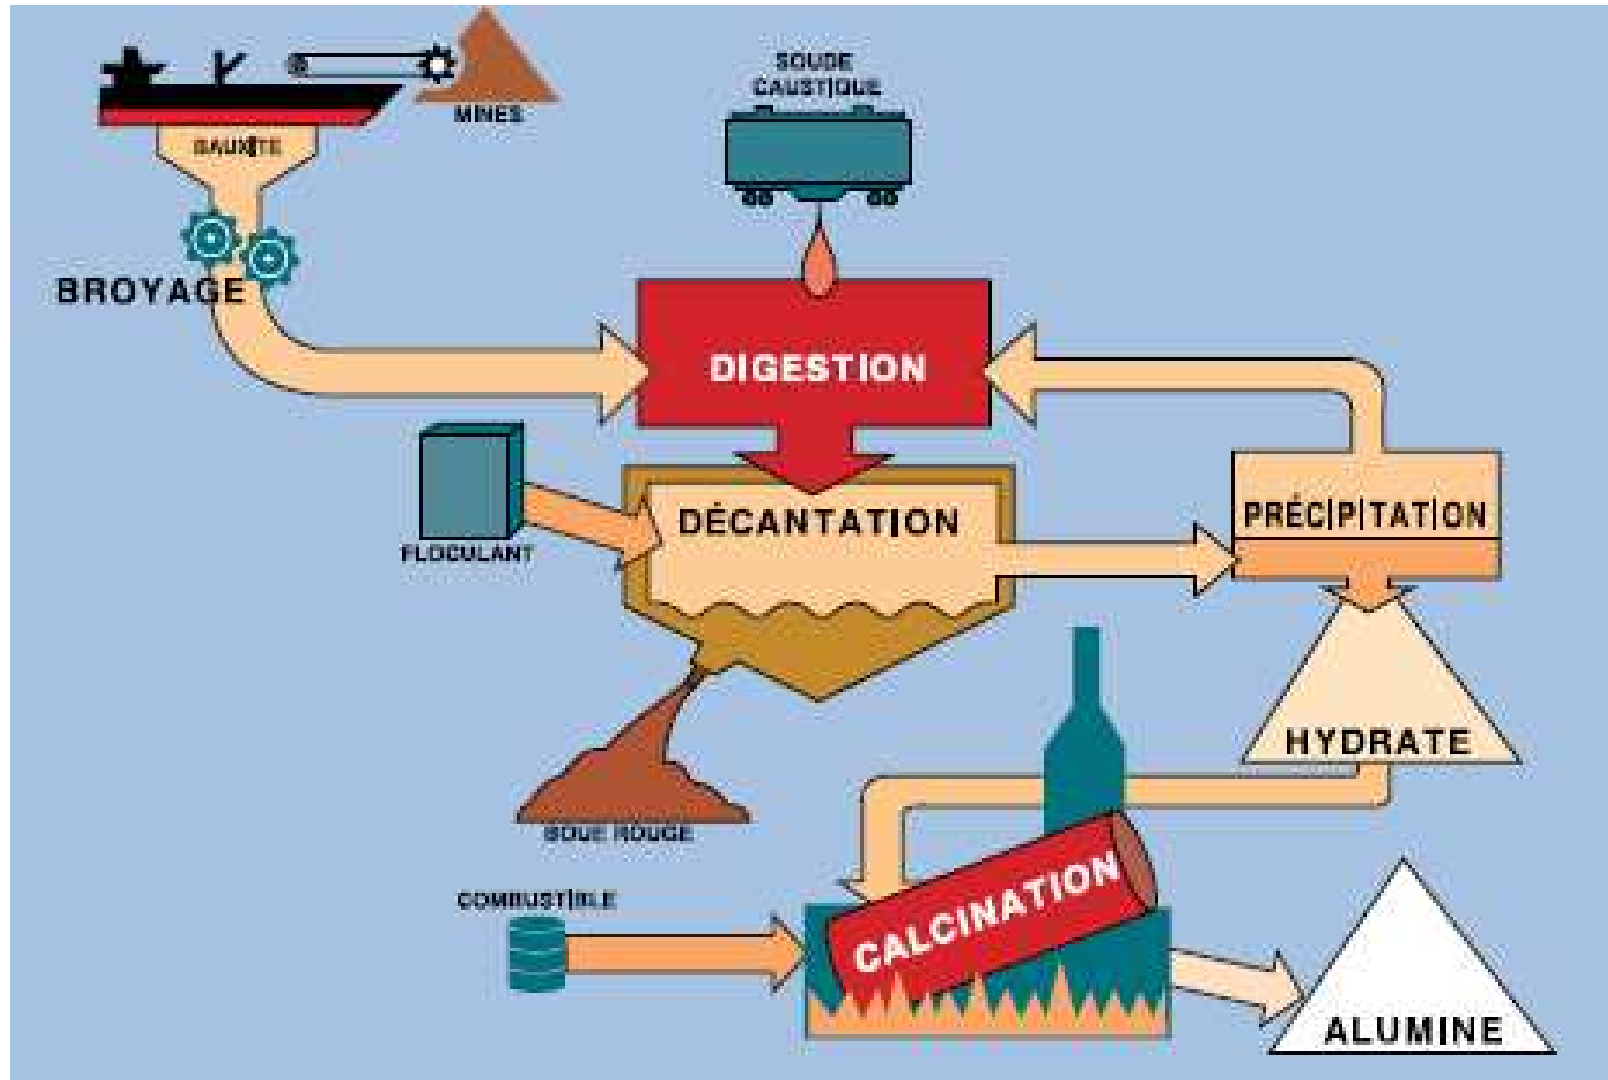 MINES
BAUXITE
SOUDE
CAUSTIQUE
BROYAGE
DIGESTION
FLOCULANT
DÉCANTATION
PRÉCIPITATION
HYDRATE
BOUE ROUGE
COMBUSTIBLE
CALCINATION
ALUMINE